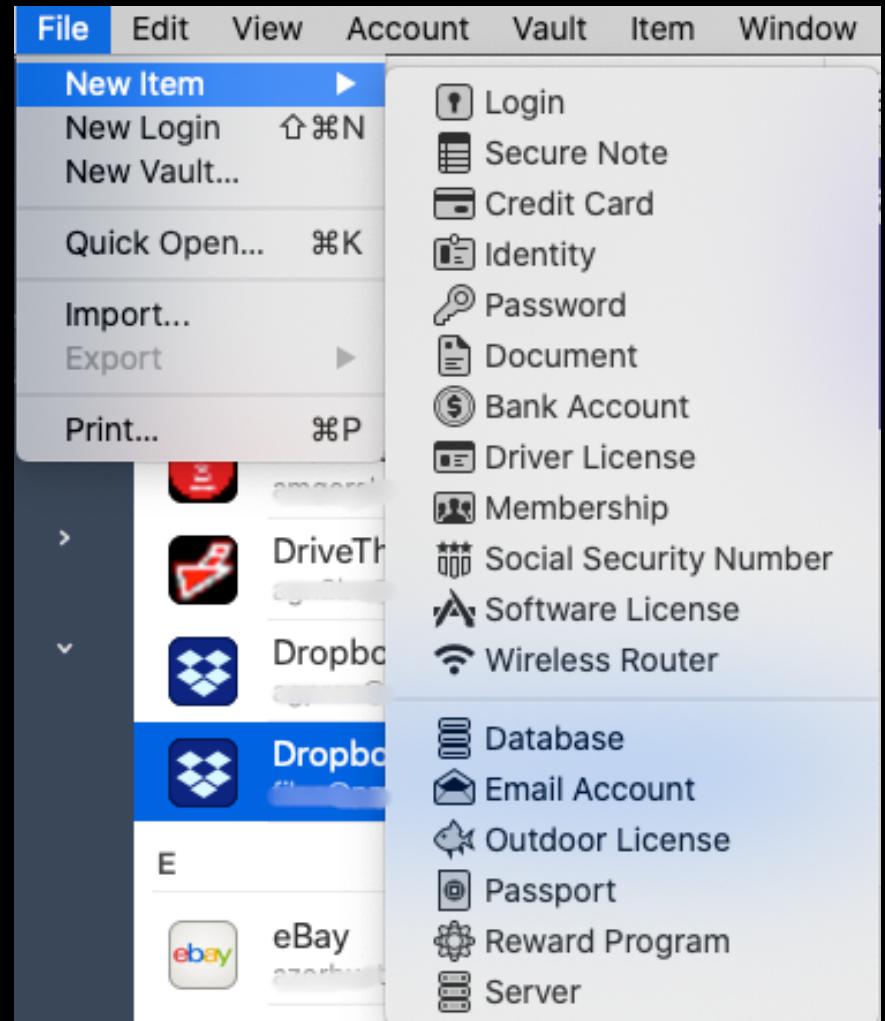 File Edit View Account Vault Item Window
New Item
New Login ⇧⌘N
New Vault...
Quick Open... ⌘K
Import...
Export
Print... ⌘P
Login
Secure Note
Credit Card
Identity
Password
Document
Bank Account
Driver License
Membership
Social Security Number
Software License
Wireless Router
Database
Email Account
Outdoor License
Passport
Reward Program
Server
DriveTh
Dropbo
Dropbo
E
ebay
eBay